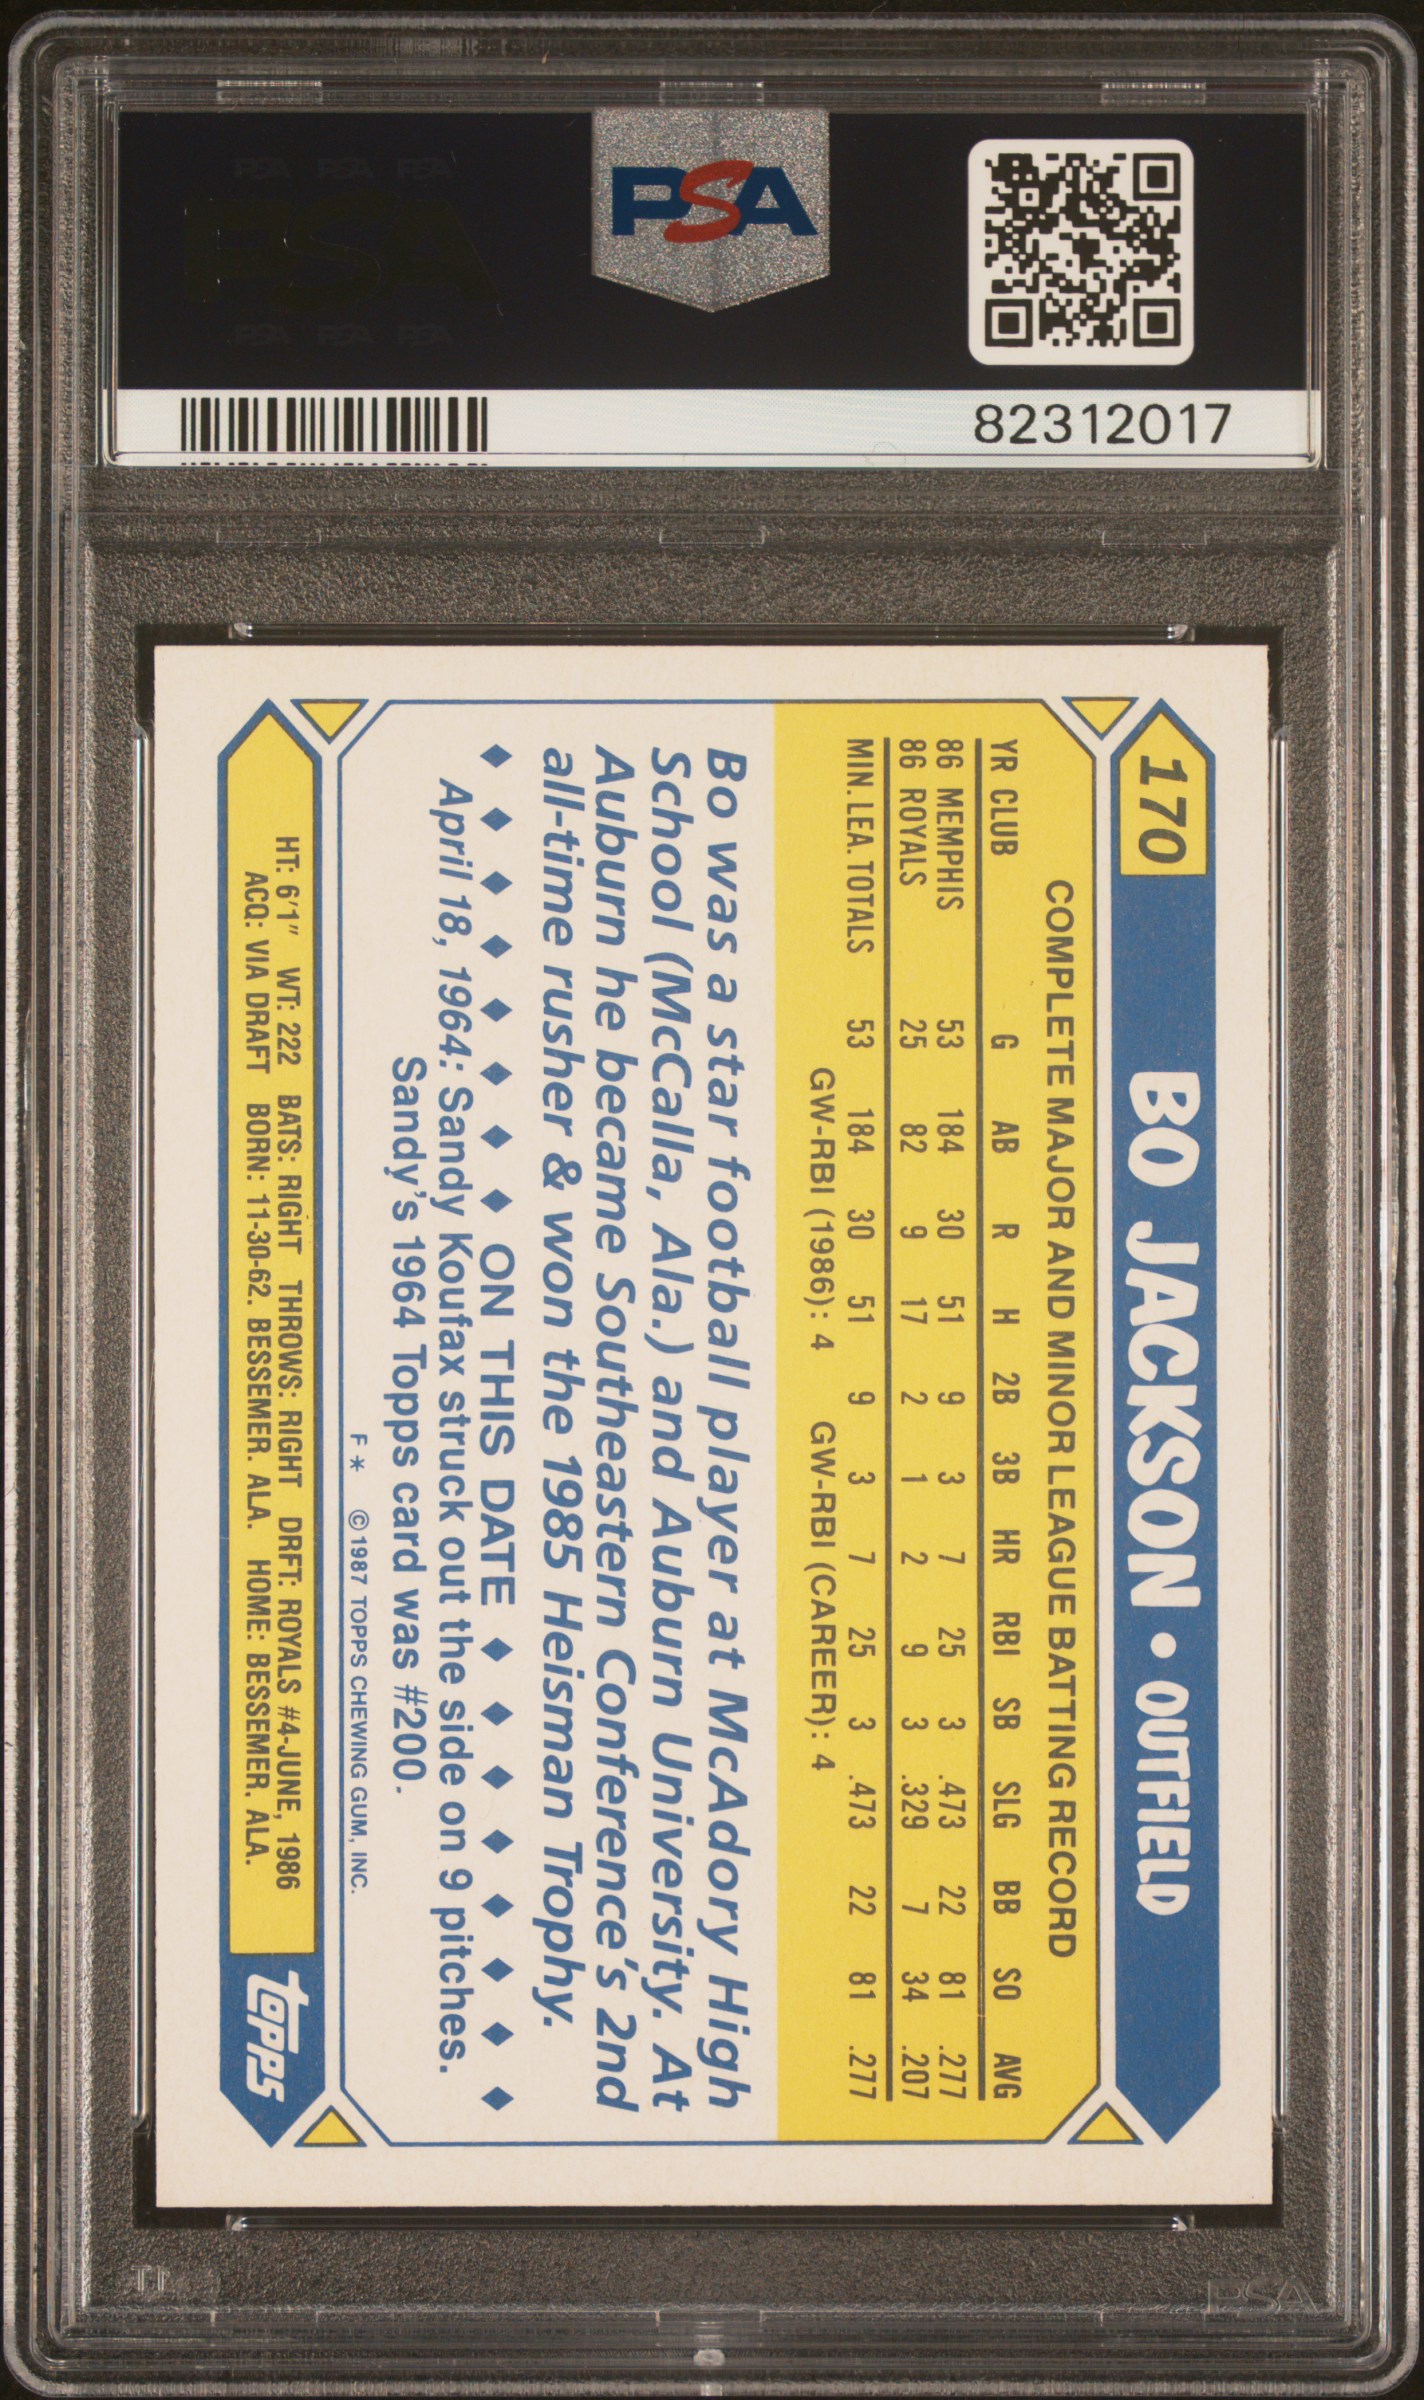 PSA PSA PSA
PSA
PSA
PSA PSA PSA
82312017
170 BO JACKSON • OUTFIELD
COMPLETE MAJOR AND MINOR LEAGUE BATTING RECORD
YR CLUB G AB R H 2B 3B HR RBI SB SLG BB SO AVG
86 MEMPHIS 53 184 30 51 9 3 7 25 3 .473 22 81 .277
86 ROYALS 25 82 9 17 2 1 2 9 3 .329 7 34 .207
MIN. LEA. TOTALS 53 184 30 51 9 3 7 25 3 .473 22 81 .277
GW-RBI (1986): 4 GW-RBI (CAREER): 4
Bo was a star football player at McAdory High
School (McCalla, Ala.) and Auburn University. At
Auburn he became Southeastern Conference's 2nd
all-time rusher & won the 1985 Heisman Trophy.
◆ ◆ ◆ ◆ ◆ ◆ ◆ ◆ ON THIS DATE ◆ ◆ ◆ ◆ ◆ ◆ ◆ ◆
April 18, 1964: Sandy Koufax struck out the side on 9 pitches.
Sandy's 1964 Topps card was #200.
F* © 1987 TOPPS CHEWING GUM, INC.
HT: 6'1" WT: 222 BATS: RIGHT THROWS: RIGHT DRFT: ROYALS #4-JUNE, 1986
ACQ: VIA DRAFT BORN: 11-30-62. BESSEMER. ALA. HOME: BESSEMER. ALA.
topps
PSA